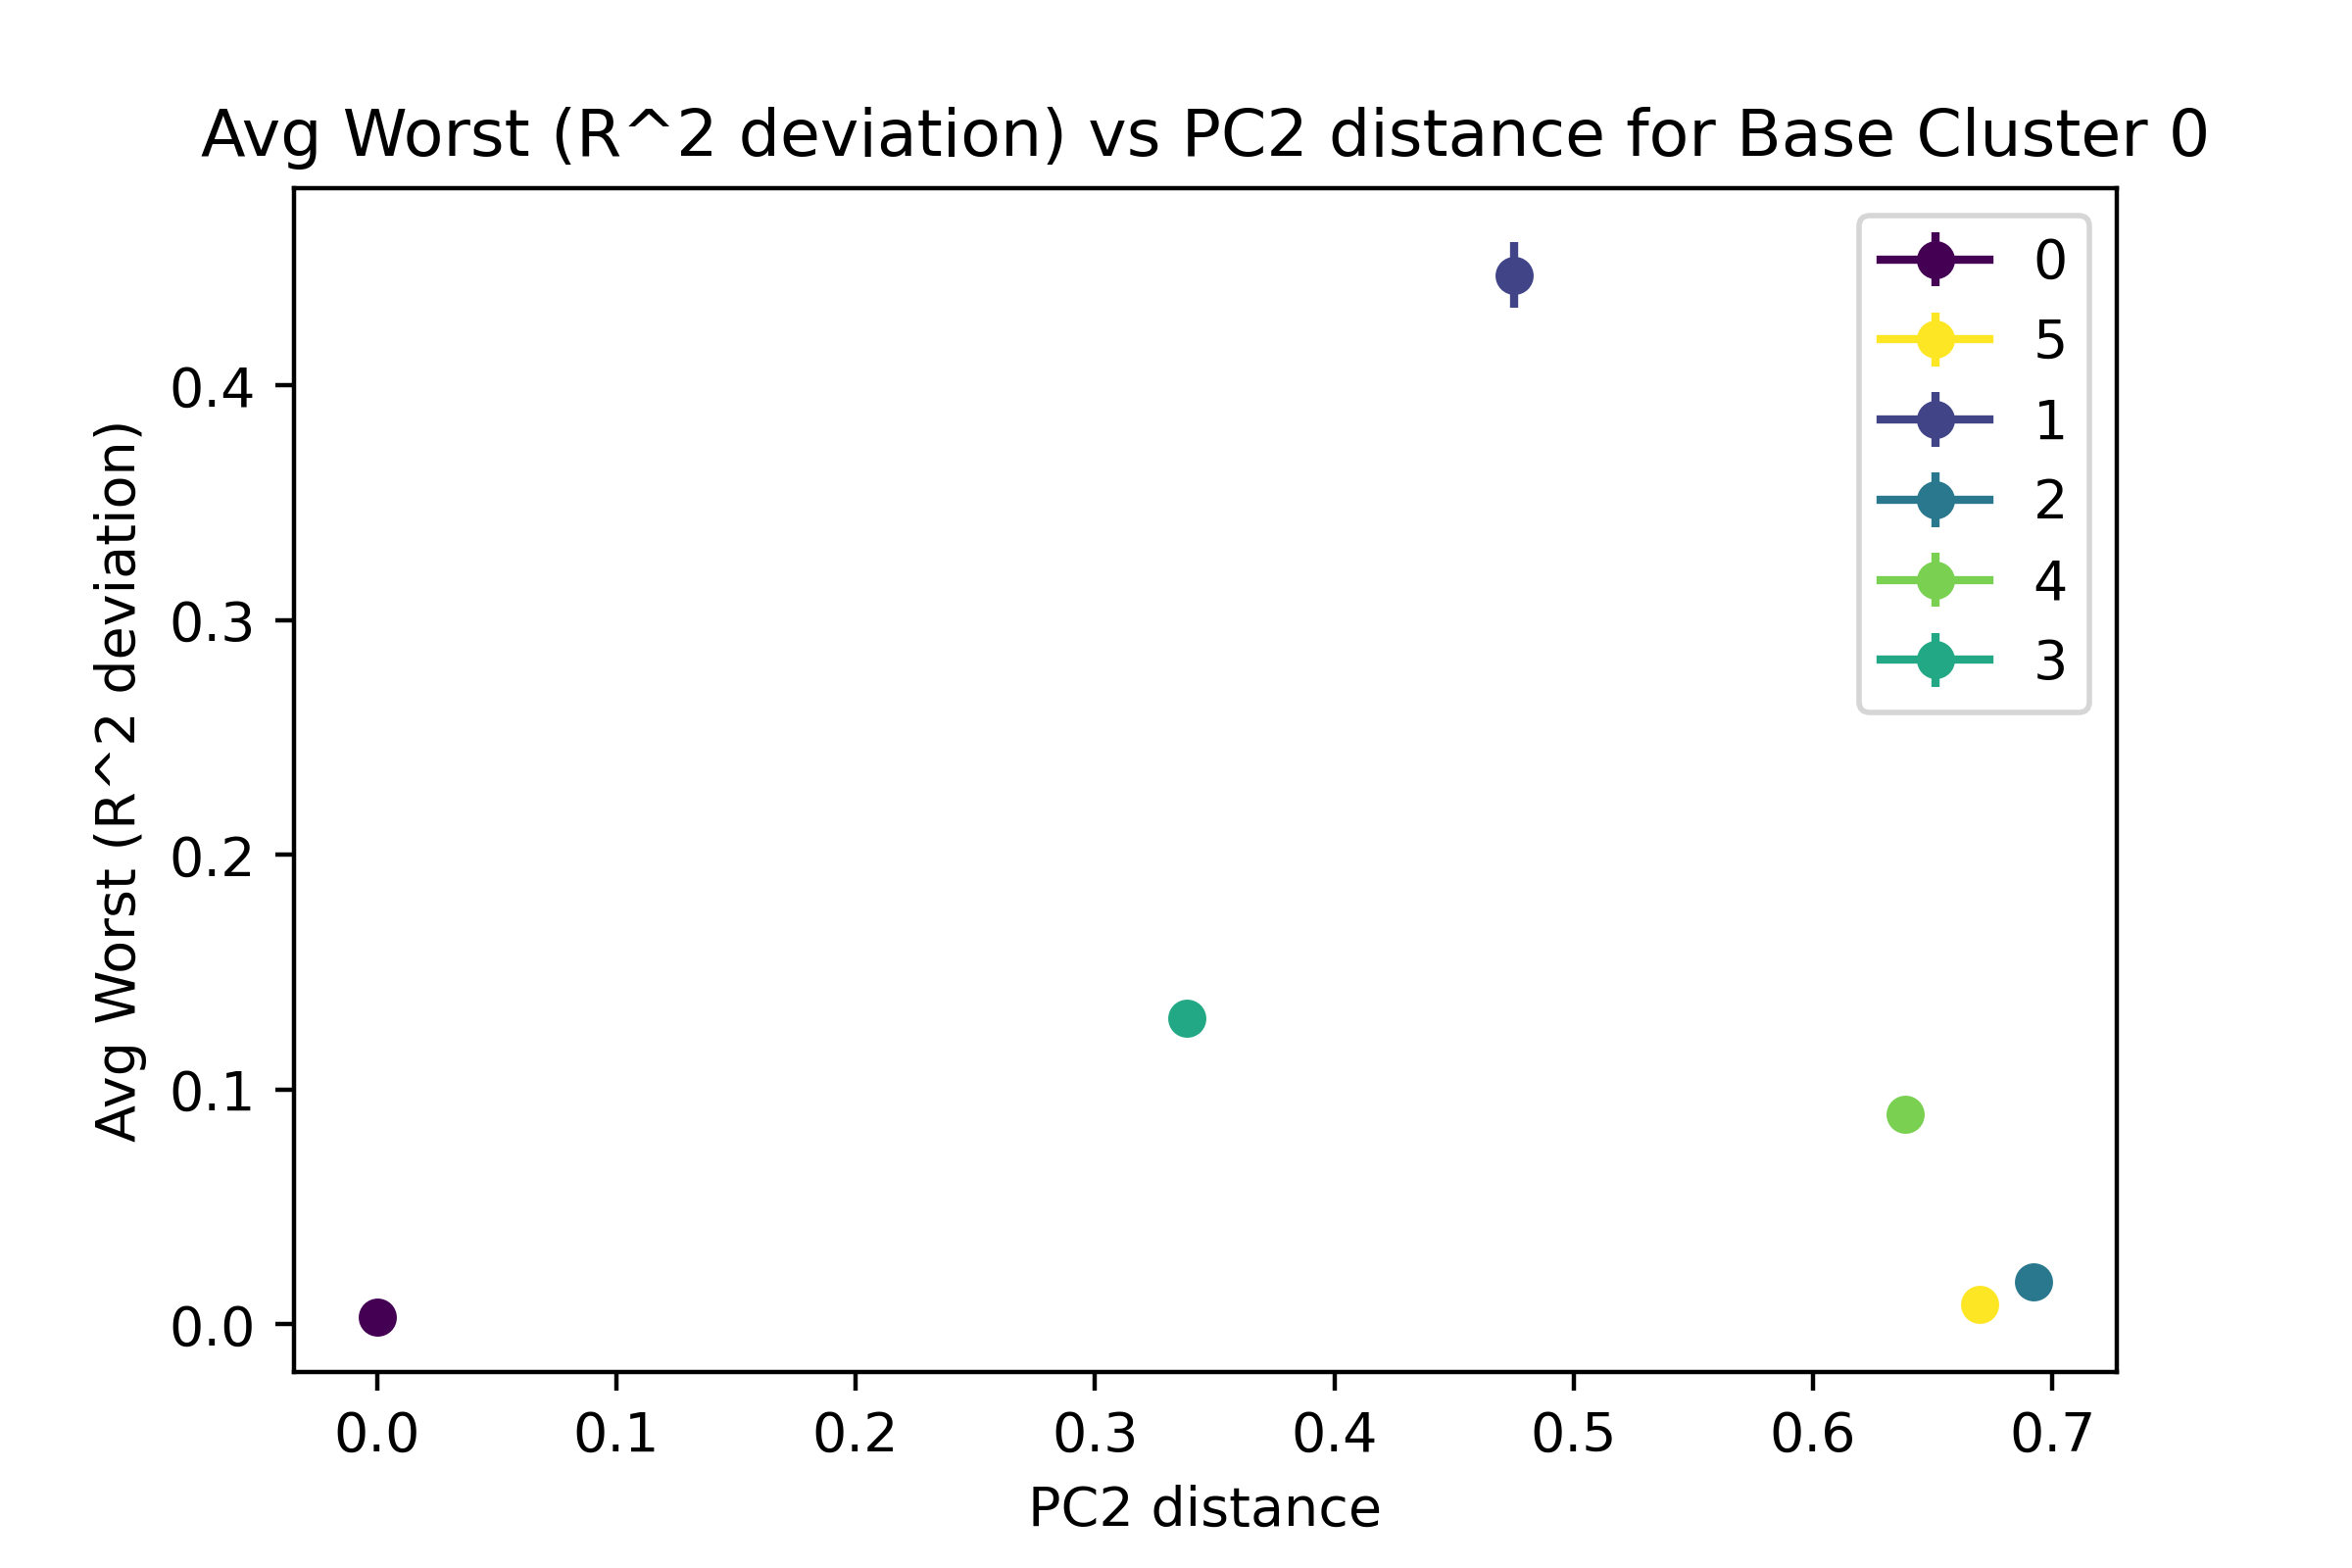 Avg Worst (R^2 deviation) vs PC2 distance for Base Cluster 0
Avg Worst (R^2 deviation)
0.4
0.3
0.2
0.1
0.0
0
5
1
2
4
3
0.0 0.1 0.2 0.3 0.4 0.5 0.6 0.7
PC2 distance